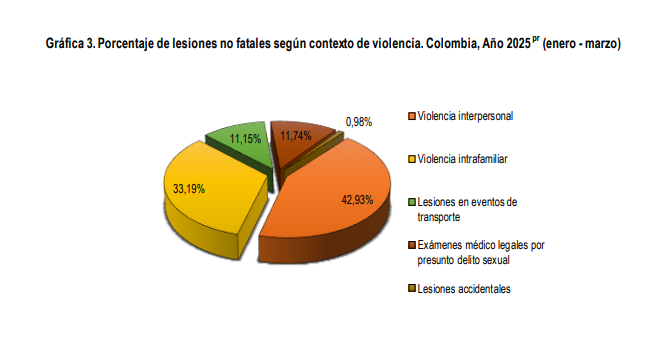 Gráfica 3. Porcentaje de lesiones no fatales según contexto de violencia. Colombia, Año 2025 pr (enero - marzo)
0,98%
11,15%
11,74%
33,19%
42,93%
Violencia interpersonal
Violencia intrafamiliar
Lesiones en eventos de
transporte
Exámenes médico legales por
presunto delito sexual
Lesiones accidentales